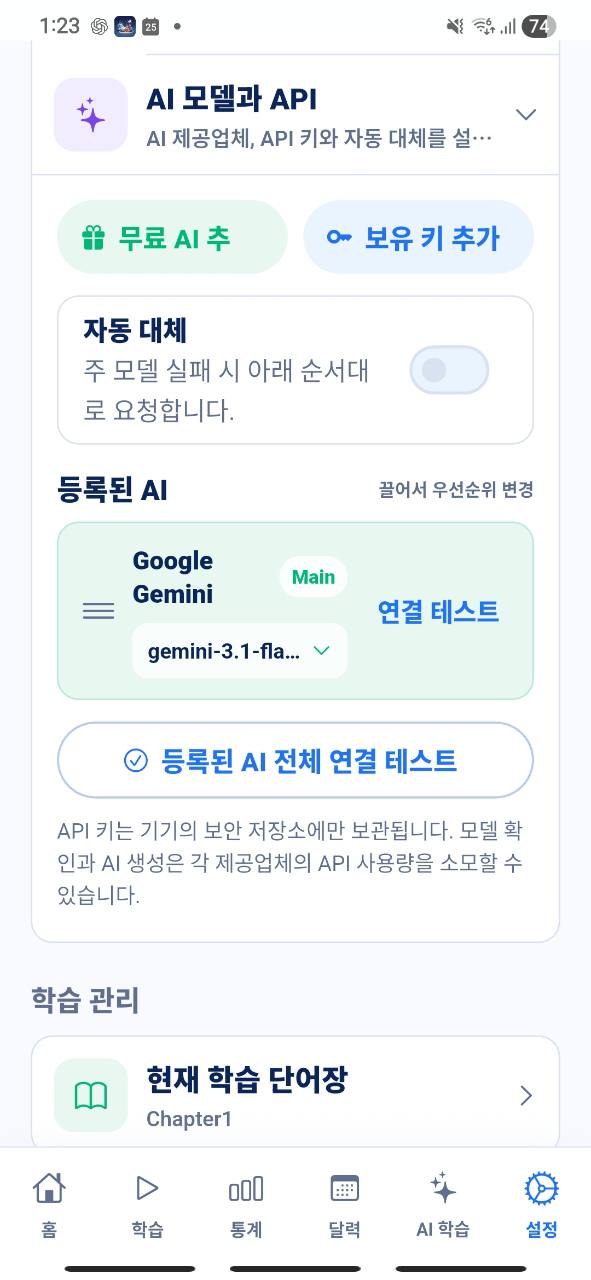 1:23
25
74
AI 모델과 API
AI 제공업체, API 키와 자동 대체를 설…
무료 AI 추
보유 키 추가
자동 대체
주 모델 실패 시 아래 순서대
로 요청합니다.
등록된 AI
끌어서 우선순위 변경
Google
Gemini
Main
연결 테스트
gemini-3.1-fla...
등록된 AI 전체 연결 테스트
API 키는 기기의 보안 저장소에만 보관됩니다. 모델 확
인과 AI 생성은 각 제공업체의 API 사용량을 소모할 수
있습니다.
학습 관리
현재 학습 단어장
Chapter1
홈
학습
통계
달력
AI 학습
설정